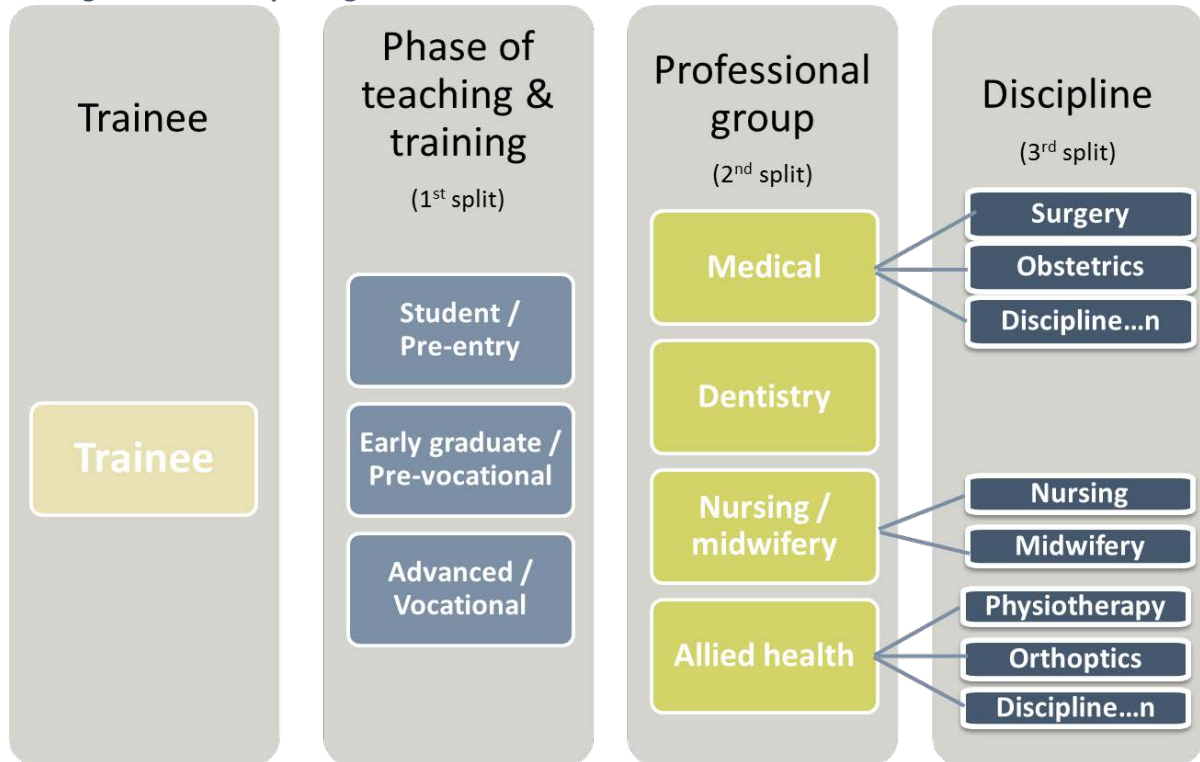 Trainee
Trainee
Phase of
teaching &
training
(1st split)
Student /
Pre-entry
Early graduate /
Pre-vocational
Advanced /
Vocational
Professional
group
(2nd split)
Medical
Dentistry
Nursing /
midwifery
Allied health
Discipline
(3rd split)
Surgery
Obstetrics
Discipline...n
Nursing
Midwifery
Physiotherapy
Orthoptics
Discipline...n